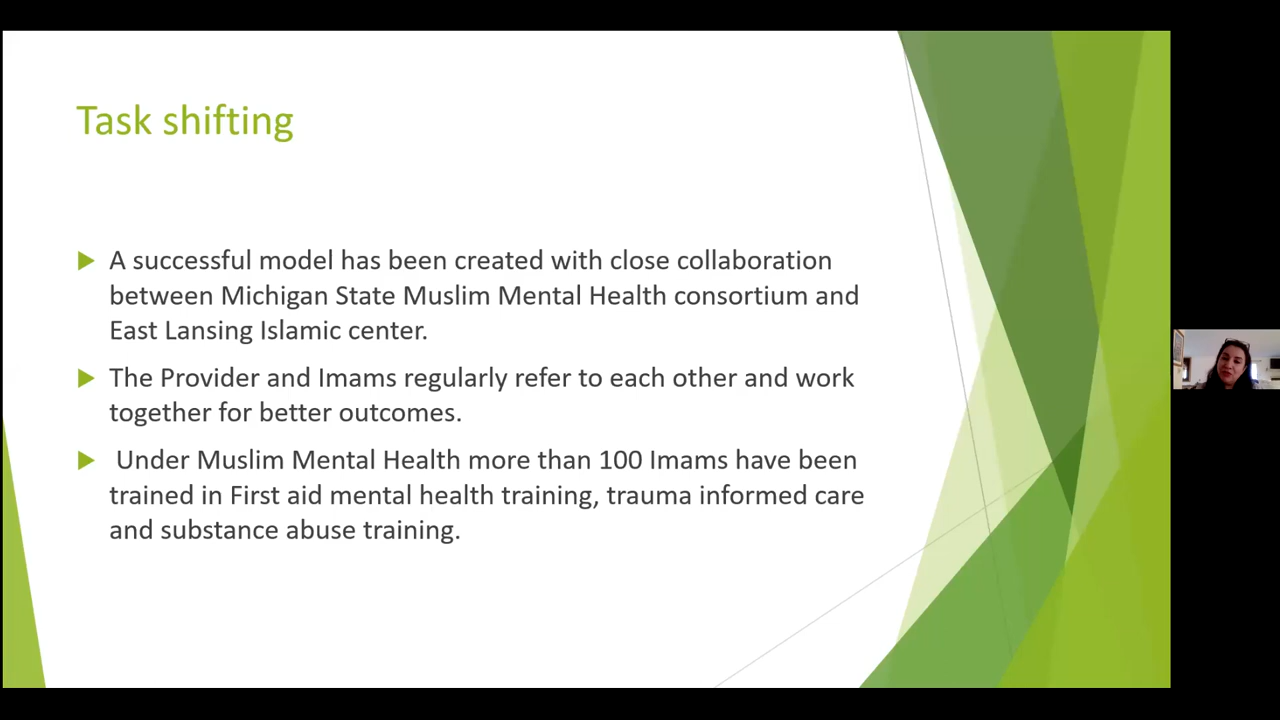 Task shifting
A successful model has been created with close collaboration
between Michigan State Muslim Mental Health consortium and
East Lansing Islamic center.
The Provider and Imams regularly refer to each other and work
together for better outcomes.
Under Muslim Mental Health more than 100 Imams have been
trained in First aid mental health training, trauma informed care
and substance abuse training.